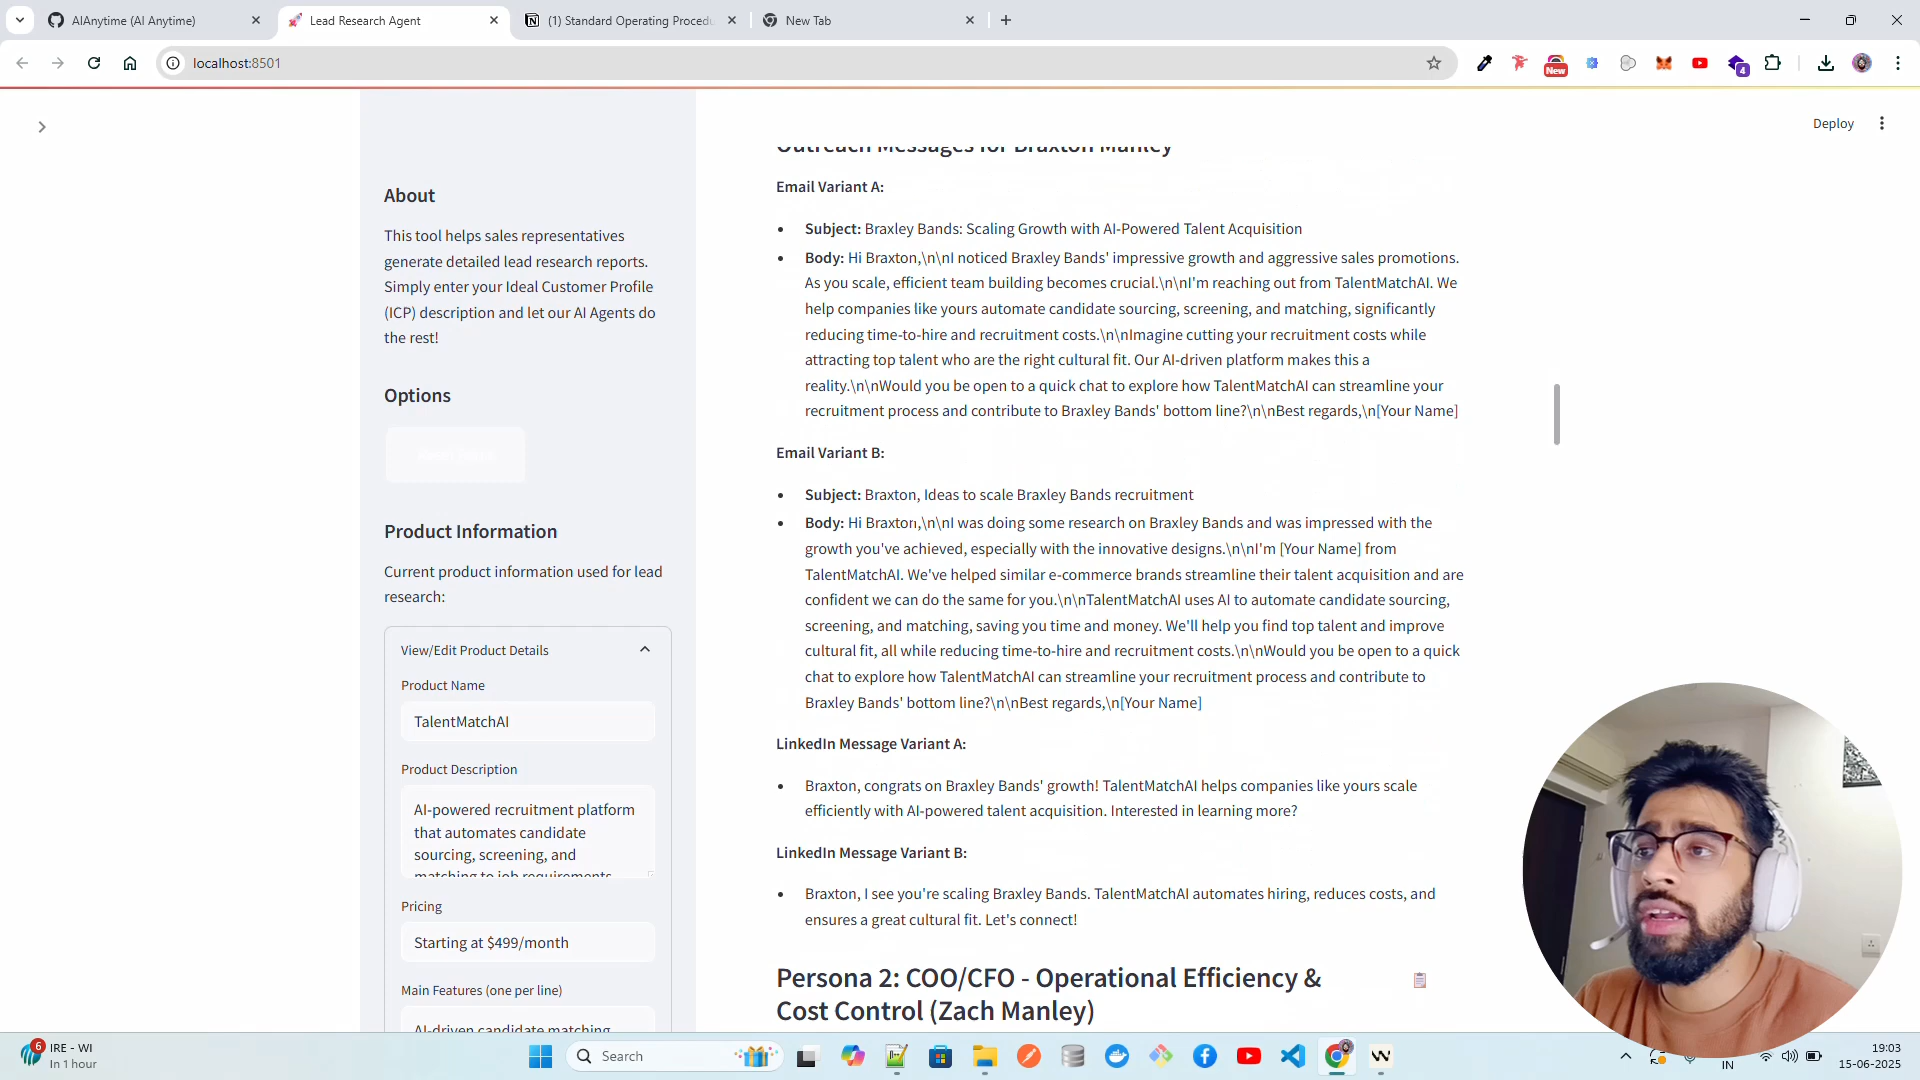 AIAnytime (AI Anytime)
Lead Research Agent
(1) Standard Operating Procedu
New Tab
localhost:8501
New
4
Deploy
About
This tool helps sales representatives
generate detailed lead research reports.
Simply enter your Ideal Customer Profile
(ICP) description and let our AI Agents do
the rest!
Options
Product Information
Current product information used for lead
research:
View/Edit Product Details
Product Name
TalentMatchAI
Product Description
AI-powered recruitment platform
that automates candidate
sourcing, screening, and
matching to job requirements
Pricing
Starting at $499/month
Main Features (one per line)
AI-driven candidate matching
Outreach Messages for Braxton Manley
Email Variant A:
Subject: Braxley Bands: Scaling Growth with AI-Powered Talent Acquisition
Body: Hi Braxton,\n\nI noticed Braxley Bands' impressive growth and aggressive sales promotions.
As you scale, efficient team building becomes crucial.\n\nI'm reaching out from TalentMatchAI. We
help companies like yours automate candidate sourcing, screening, and matching, significantly
reducing time-to-hire and recruitment costs.\n\nImagine cutting your recruitment costs while
attracting top talent who are the right cultural fit. Our AI-driven platform makes this a
reality.\n\nWould you be open to a quick chat to explore how TalentMatchAI can streamline your
recruitment process and contribute to Braxley Bands' bottom line?\n\nBest regards,\n[Your Name]
Email Variant B:
Subject: Braxton, Ideas to scale Braxley Bands recruitment
Body: Hi Braxton,\n\nI was doing some research on Braxley Bands and was impressed with the
growth you've achieved, especially with the innovative designs.\n\nI'm [Your Name] from
TalentMatchAI. We've helped similar e-commerce brands streamline their talent acquisition and are
confident we can do the same for you.\n\nTalentMatchAI uses AI to automate candidate sourcing,
screening, and matching, saving you time and money. We'll help you find top talent and improve
cultural fit, all while reducing time-to-hire and recruitment costs.\n\nWould you be open to a quick
chat to explore how TalentMatchAI can streamline your recruitment process and contribute to
Braxley Bands' bottom line?\n\nBest regards,\n[Your Name]
LinkedIn Message Variant A:
Braxton, congrats on Braxley Bands' growth! TalentMatchAI helps companies like yours scale
efficiently with AI-powered talent acquisition. Interested in learning more?
LinkedIn Message Variant B:
Braxton, I see you're scaling Braxley Bands. TalentMatchAI automates hiring, reduces costs, and
ensures a great cultural fit. Let's connect!
Persona 2: COO/CFO - Operational Efficiency &
Cost Control (Zach Manley)
6
IRE - WI
In 1 hour
Search
IN
19:03
15-06-2025